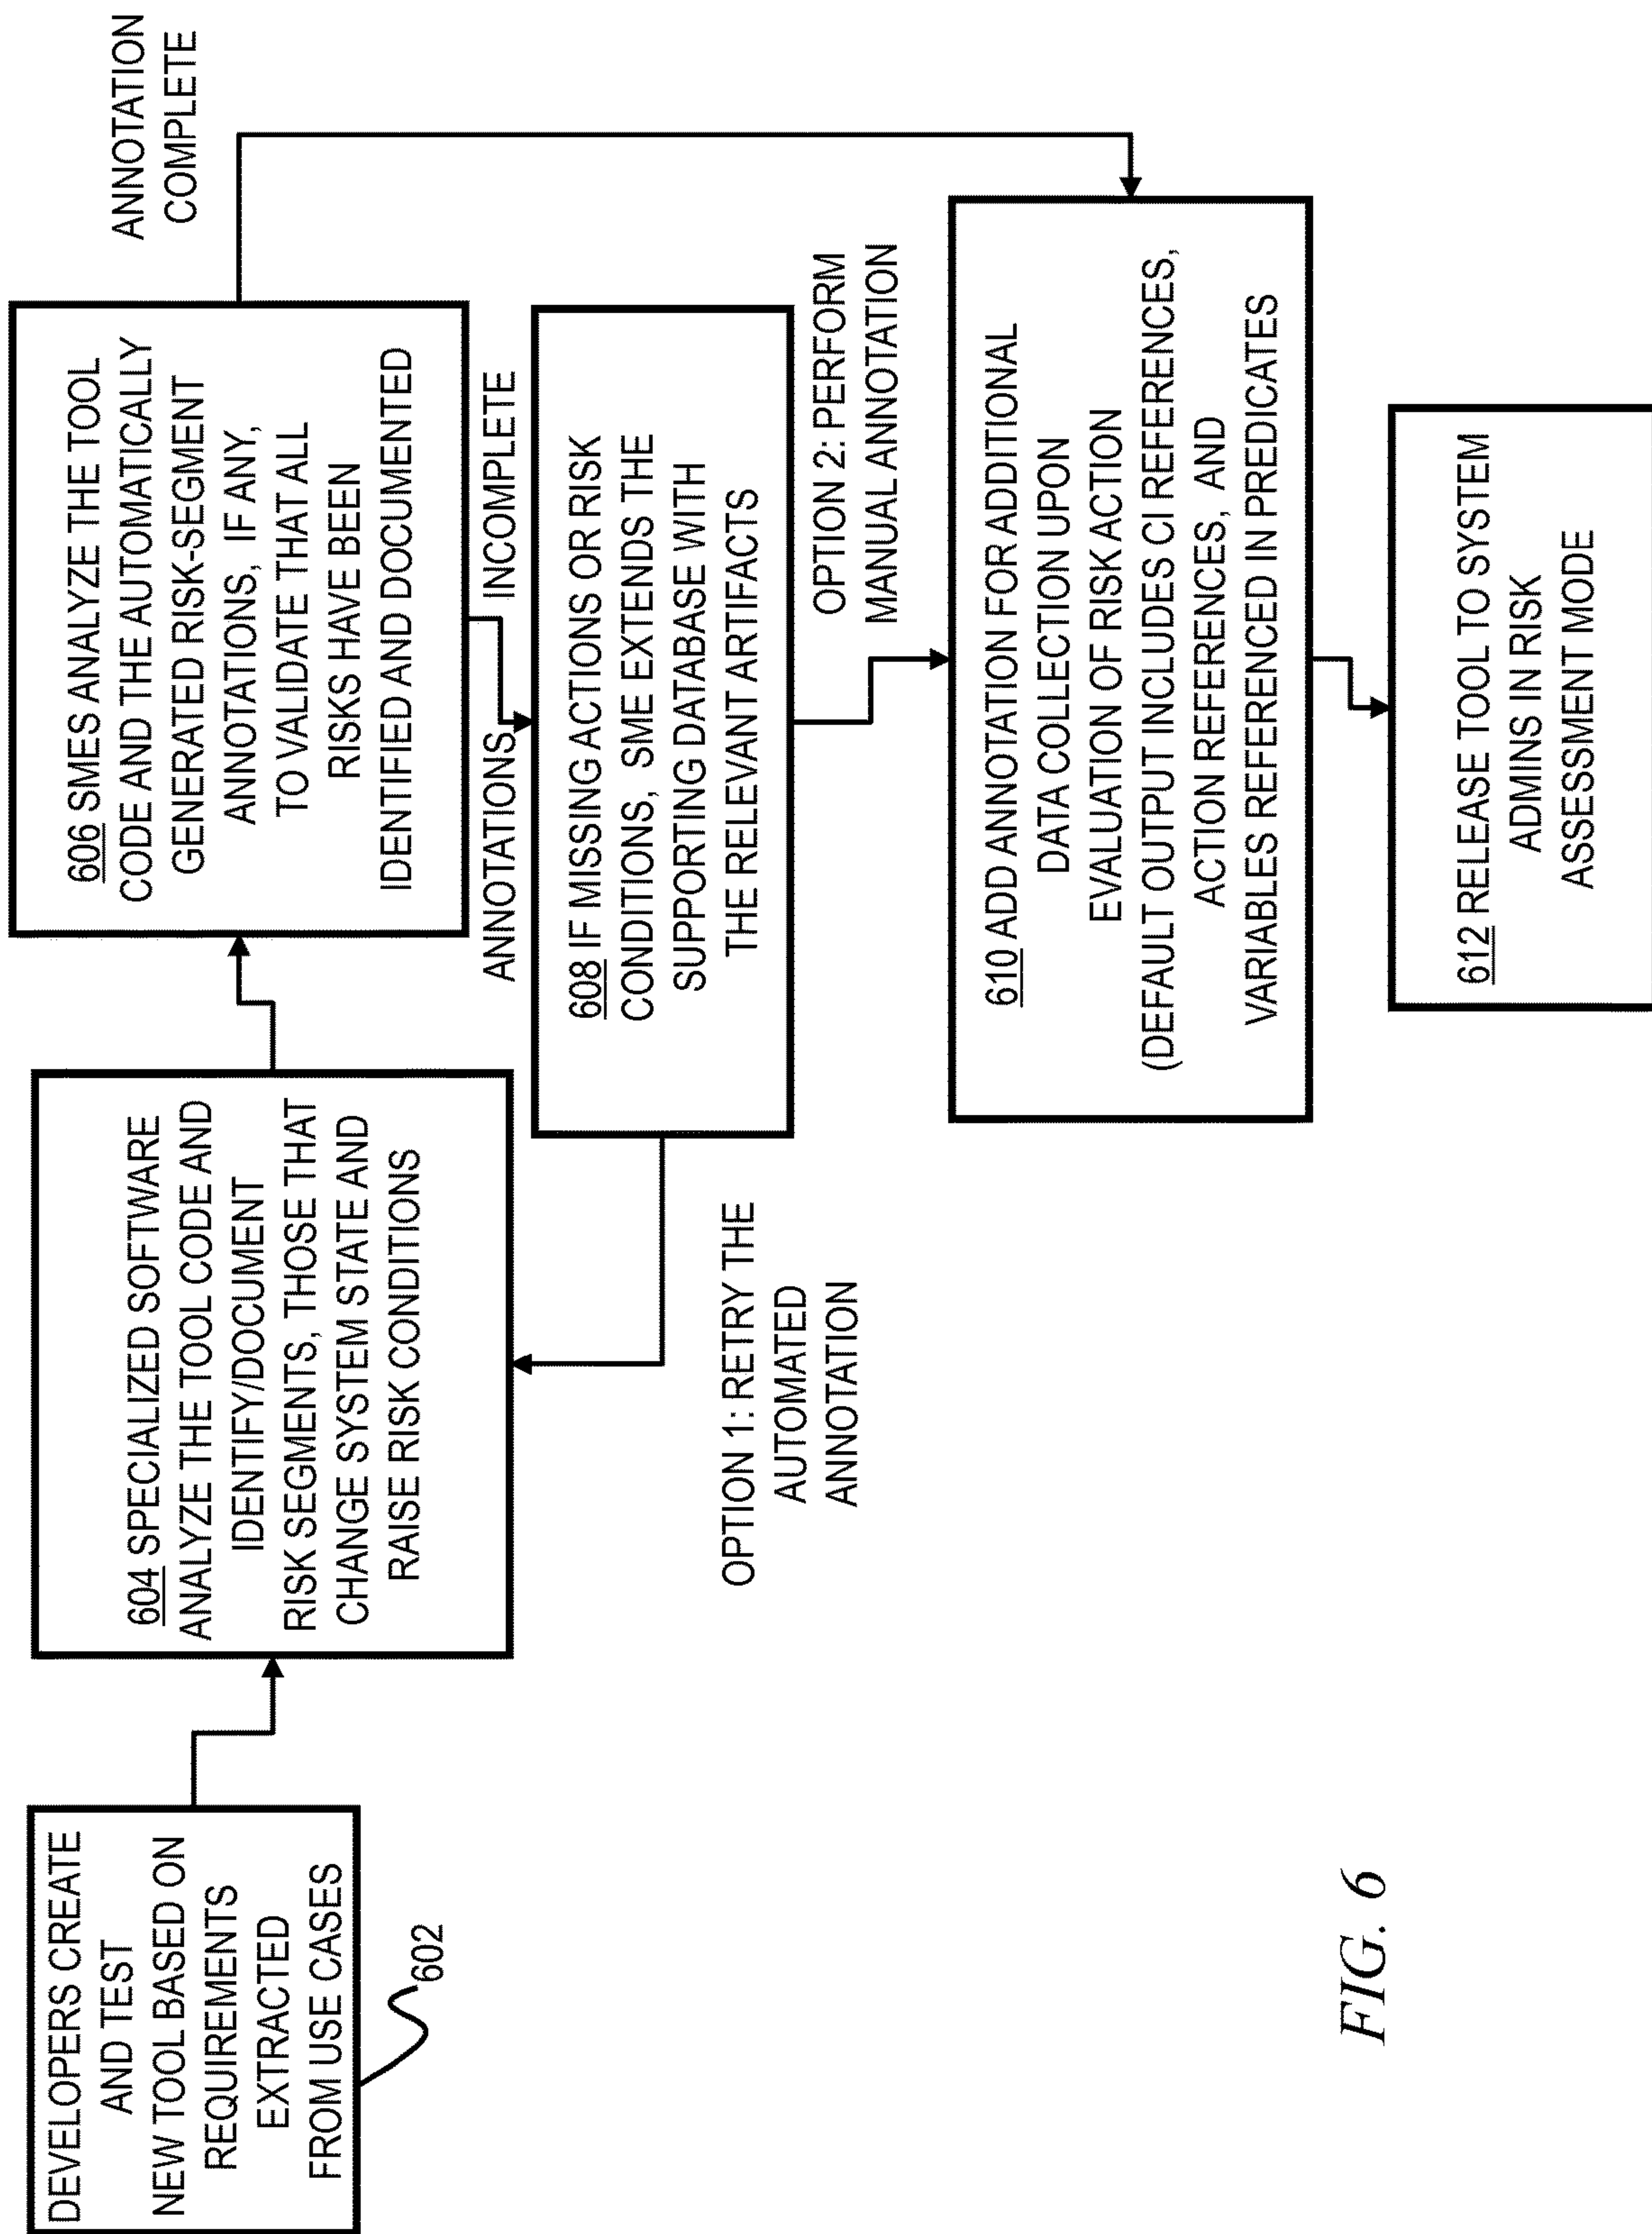 DEVELOPERS CREATE
AND TEST
NEW TOOL BASED ON
REQUIREMENTS
EXTRACTED
FROM USE CASES
602
604 SPECIALIZED SOFTWARE
ANALYZE THE TOOL CODE AND
IDENTIFY/DOCUMENT
RISK SEGMENTS, THOSE THAT
CHANGE SYSTEM STATE AND
RAISE RISK CONDITIONS
606 SMES ANALYZE THE TOOL
CODE AND THE AUTOMATICALLY
GENERATED RISK-SEGMENT
ANNOTATIONS, IF ANY,
TO VALIDATE THAT ALL
RISKS HAVE BEEN
IDENTIFIED AND DOCUMENTED
ANNOTATION
COMPLETE
ANNOTATIONS INCOMPLETE
608 IF MISSING ACTIONS OR RISK
CONDITIONS, SME EXTENDS THE
SUPPORTING DATABASE WITH
THE RELEVANT ARTIFACTS
OPTION 1: RETRY THE
AUTOMATED
ANNOTATION
OPTION 2: PERFORM
MANUAL ANNOTATION
610 ADD ANNOTATION FOR ADDITIONAL
DATA COLLECTION UPON
EVALUATION OF RISK ACTION
(DEFAULT OUTPUT INCLUDES CI REFERENCES,
ACTION REFERENCES, AND
VARIABLES REFERENCED IN PREDICATES
612 RELEASE TOOL TO SYSTEM
ADMINS IN RISK
ASSESSMENT MODE
FIG. 6